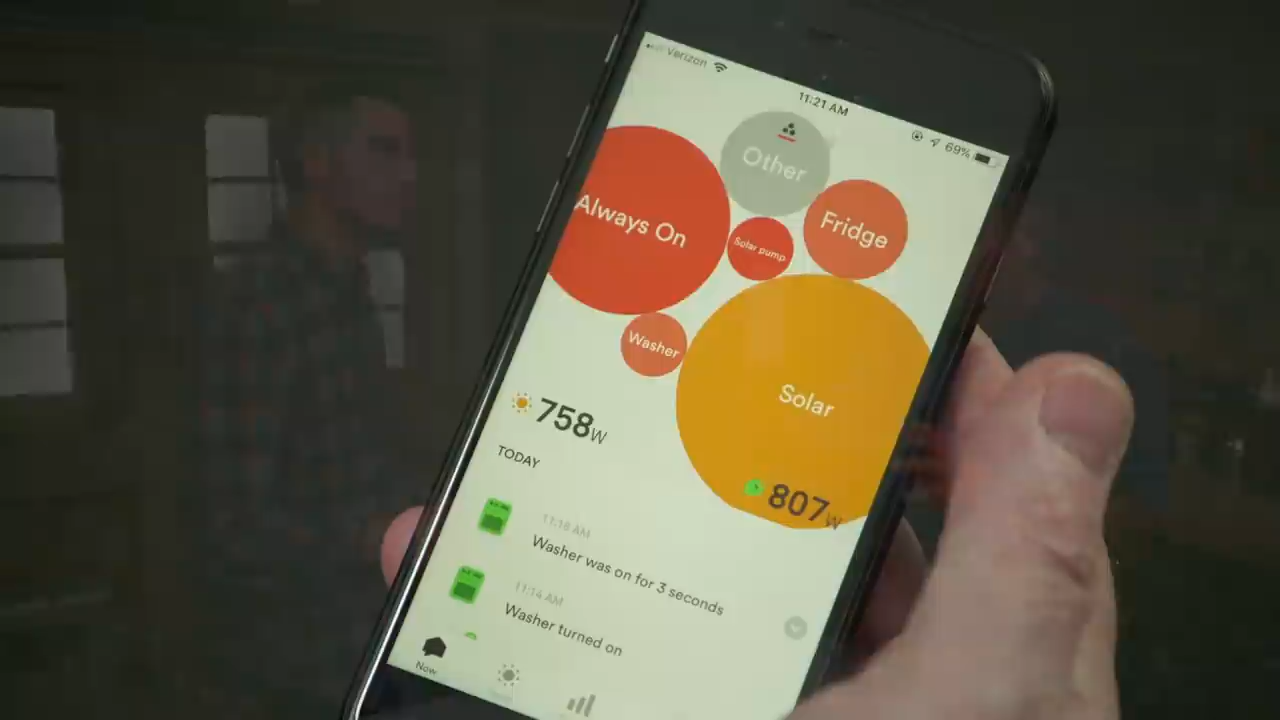 Verizon
11:21 AM
69%
Other
Always On
Fridge
Solar pump
Washer
Solar
758w
807w
TODAY
11:18 AM
Washer was on for 3 seconds
11:14 AM
Washer turned on
Now